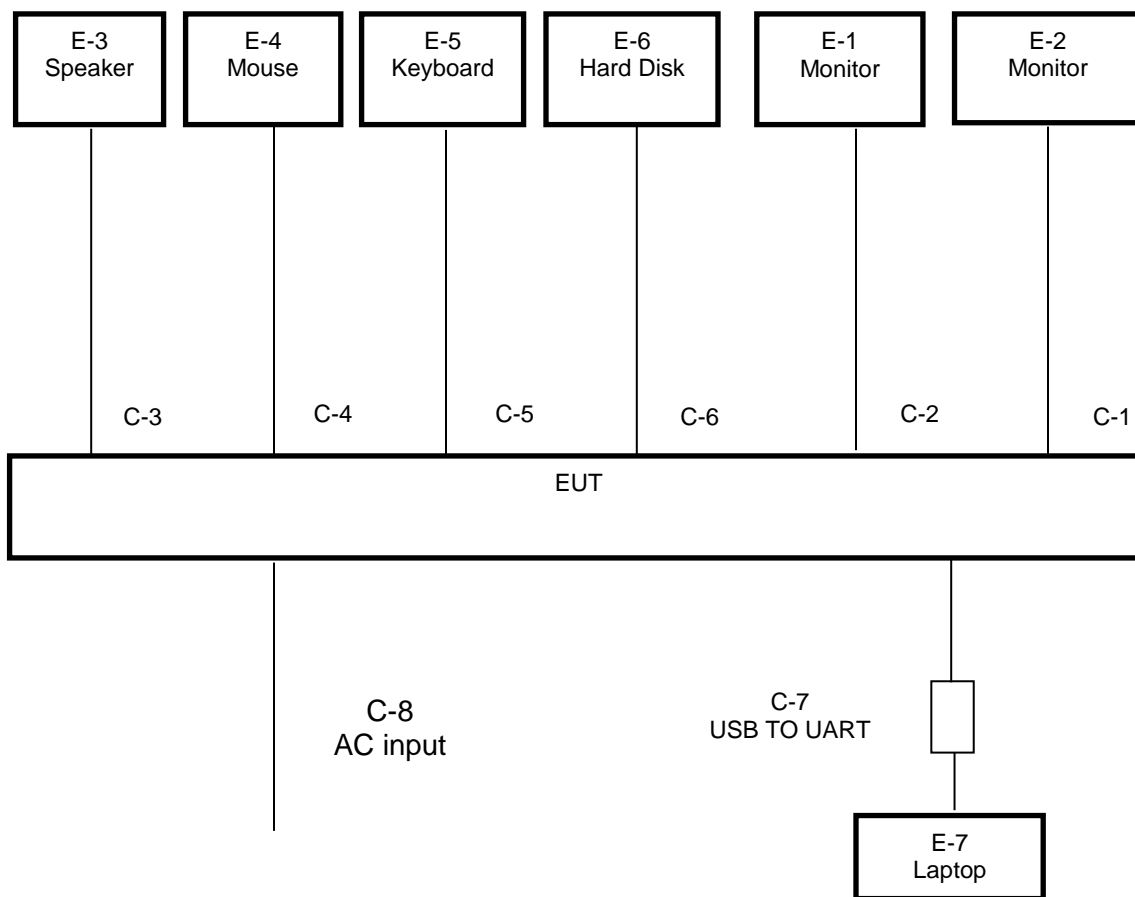 E-3
Speaker
E-4
Mouse
E-5
Keyboard
E-6
Hard Disk
E-1
Monitor
E-2
Monitor
C-3
C-4
C-5
C-6
C-2
C-1
EUT
C-8
AC input
C-7
USB TO UART
E-7
Laptop